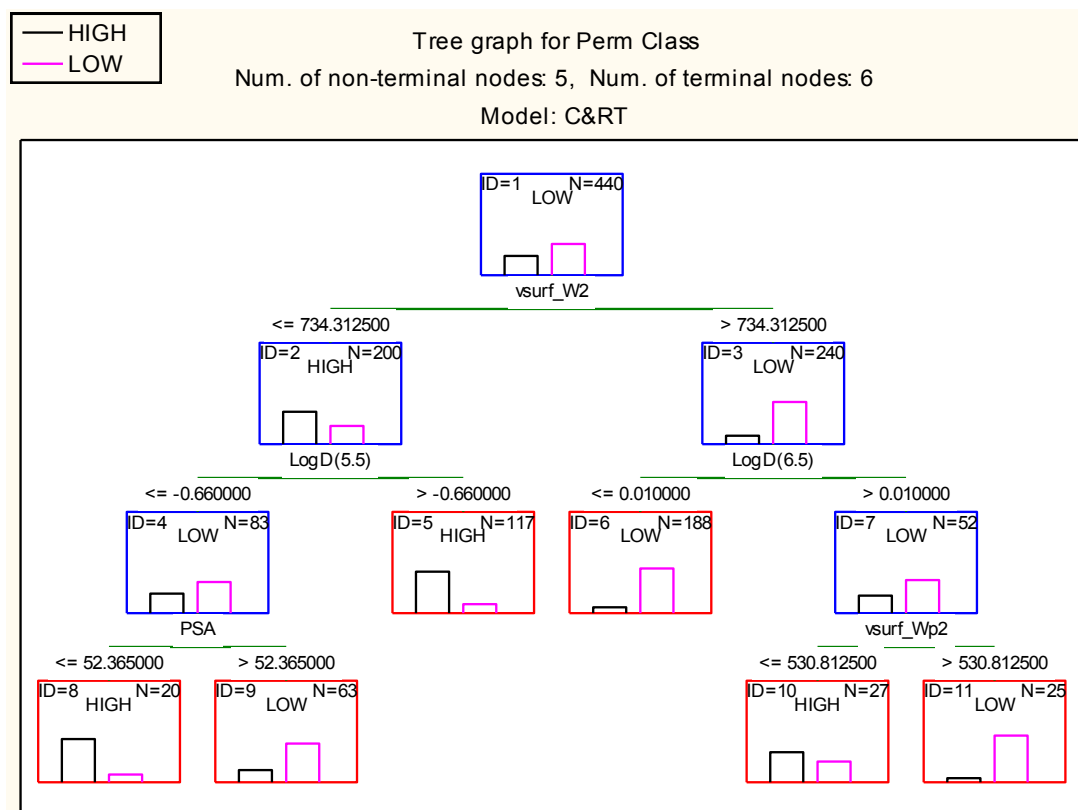 HIGH
LOW
Tree graph for Perm Class
Num. of non-terminal nodes: 5, Num. of terminal nodes: 6
Model: C&RT
ID=1 N=440
LOW
vsurf_W2
<= 734.312500 > 734.312500
ID=2 N=200 ID=3 N=240
HIGH LOW
LogD(5.5) LogD(6.5)
<= -0.660000 > -0.660000 <= 0.010000 > 0.010000
ID=4 N=83 ID=5 N=117 ID=6 N=188 ID=7 N=52
LOW HIGH LOW LOW
PSA vsurf_Wp2
<= 52.365000 > 52.365000 <= 530.812500 > 530.812500
ID=8 N=20 ID=9 N=63 ID=10 N=27 ID=11 N=25
HIGH LOW HIGH LOW